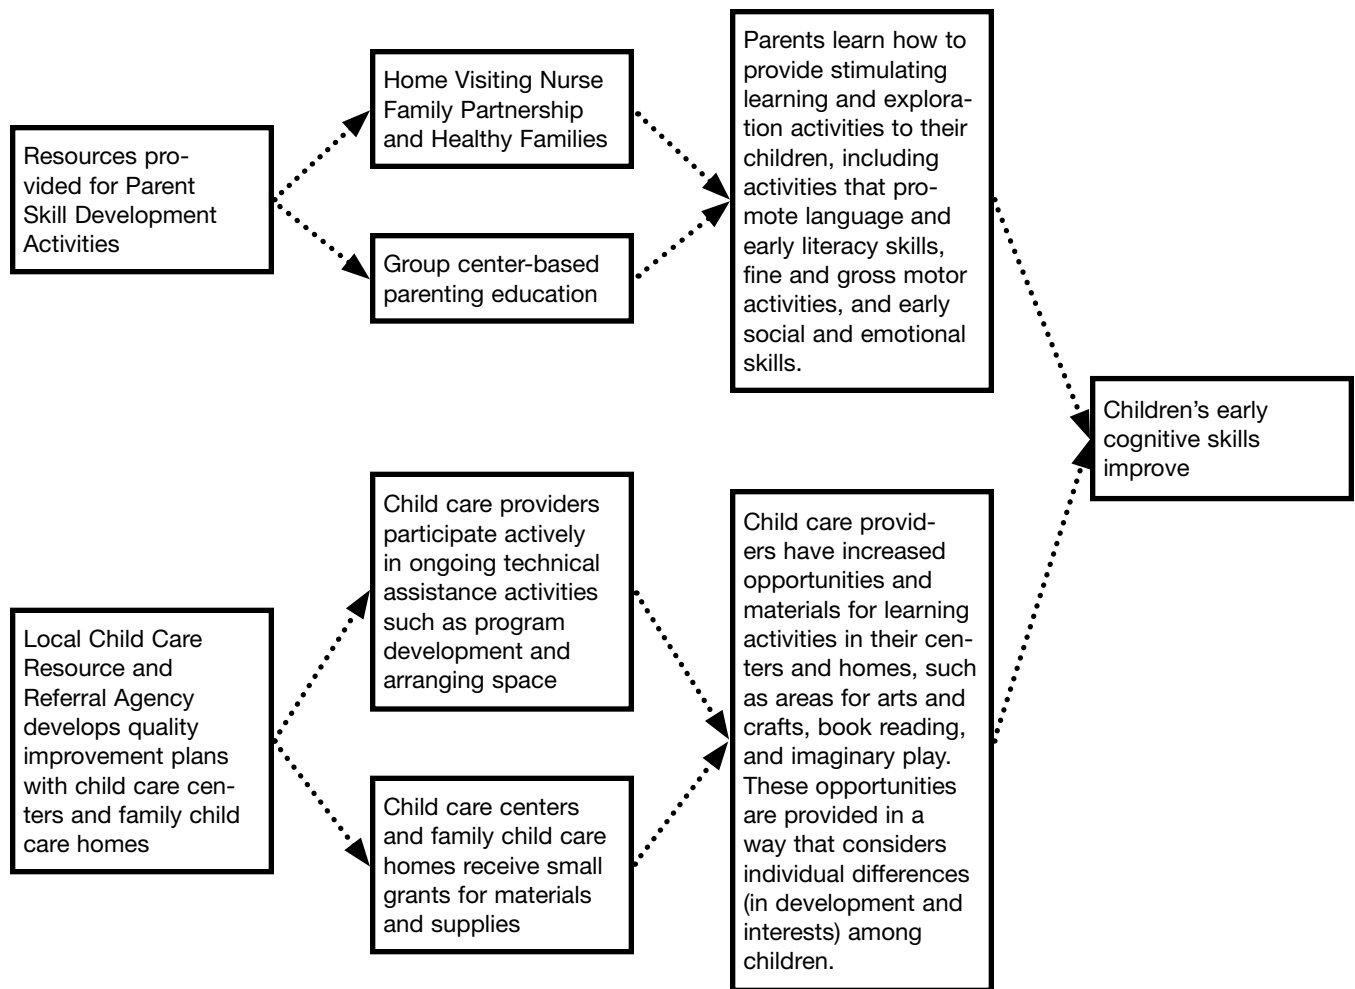 Resources pro-
vided for Parent
Skill Development
Activities
Home Visiting Nurse
Family Partnership
and Healthy Families
Group center-based
parenting education
Parents learn how to
provide stimulating
learning and explora-
tion activities to their
children, including
activities that pro-
mote language and
early literacy skills,
fine and gross motor
activities, and early
social and emotional
skills.
Local Child Care
Resource and
Referral Agency
develops quality
improvement plans
with child care cen-
ters and family child
care homes
Child care providers
participate actively
in ongoing technical
assistance activities
such as program
development and
arranging space
Child care centers
and family child care
homes receive small
grants for materials
and supplies
Child care provid-
ers have increased
opportunities and
materials for learning
activities in their cen-
ters and homes, such
as areas for arts and
crafts, book reading,
and imaginary play.
These opportunities
are provided in a
way that considers
individual differences
(in development and
interests) among
children.
Children’s early
cognitive skills
improve